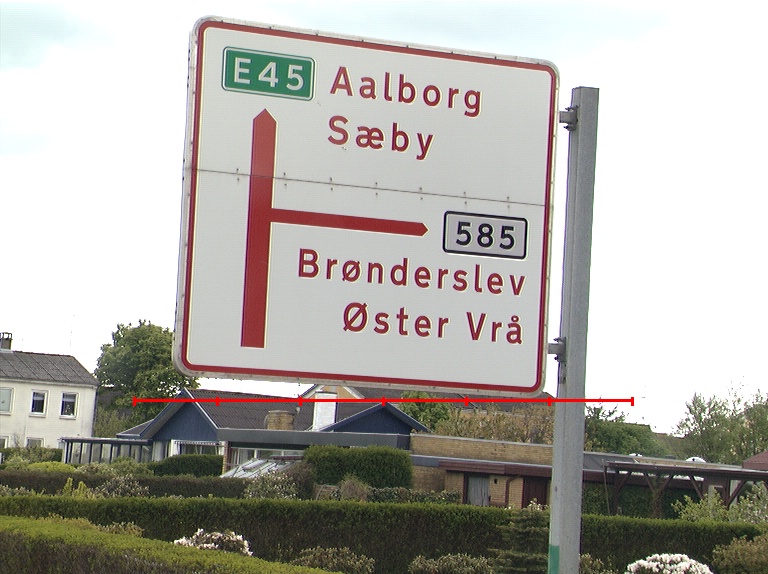 E45 Aalborg
Sæby
585
Brønderslev
Øster Vrå